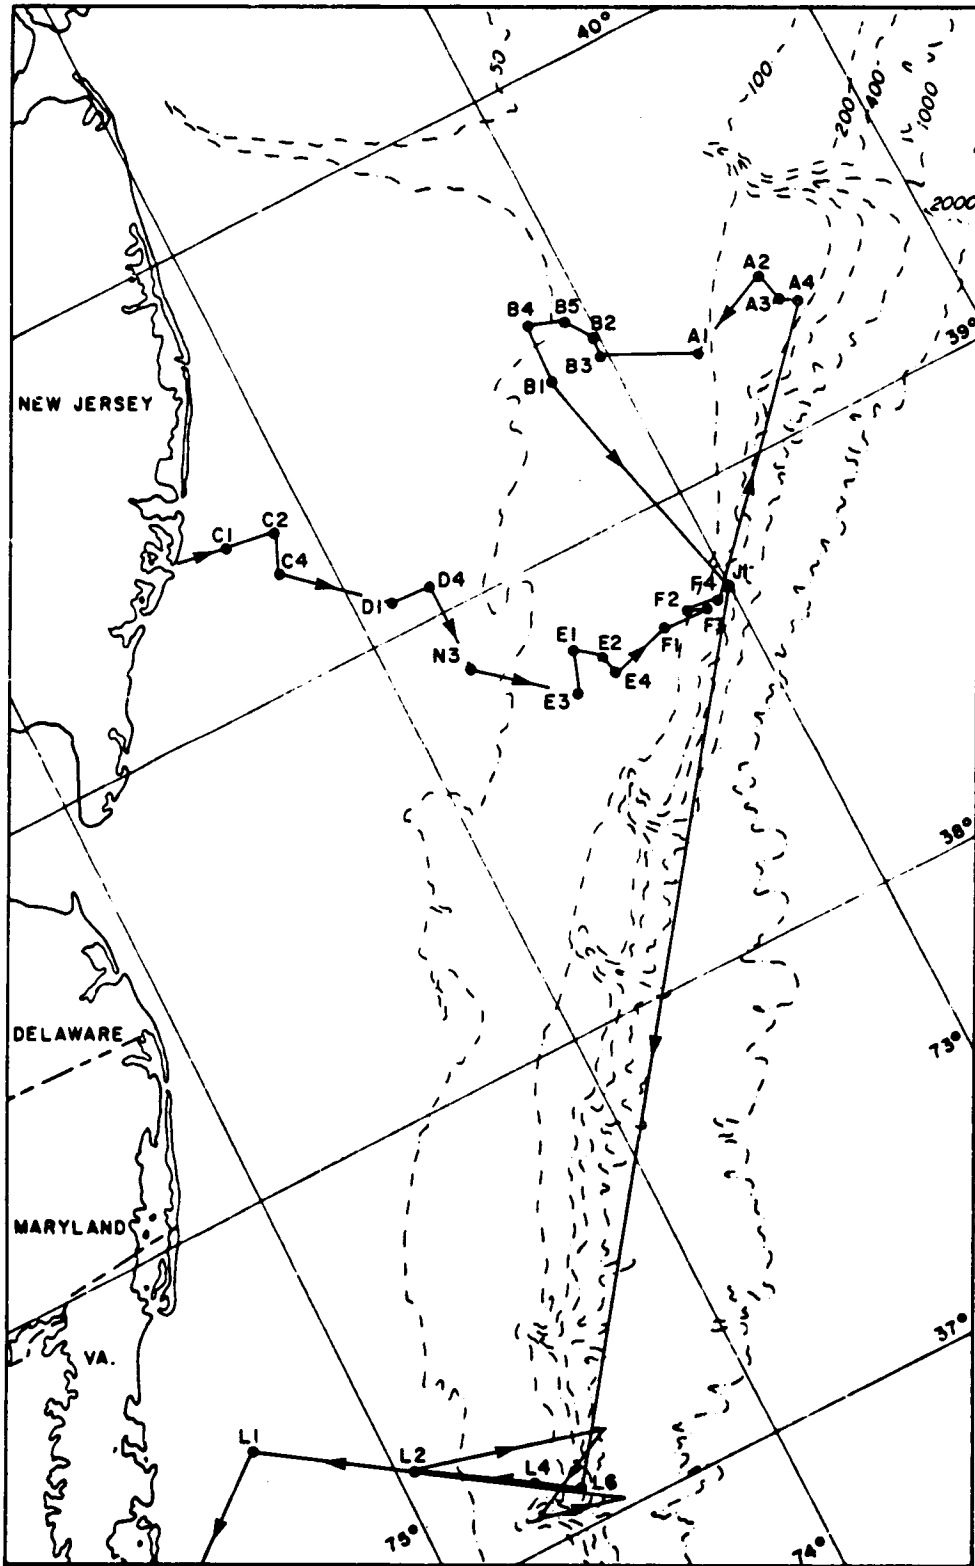 40°
50
100
200
400
1000
2000
A2
A4
A3
B4
B5
B2
A1
39°
B3
B1
NEW JERSEY
C2
C1
C4
D4
D1
F4
J1
F2
F3
F1
E1
E2
N3
E4
E3
38°
DELAWARE
73°
MARYLAND
37°
VA.
L1
L2
L4
L6
75°
74°